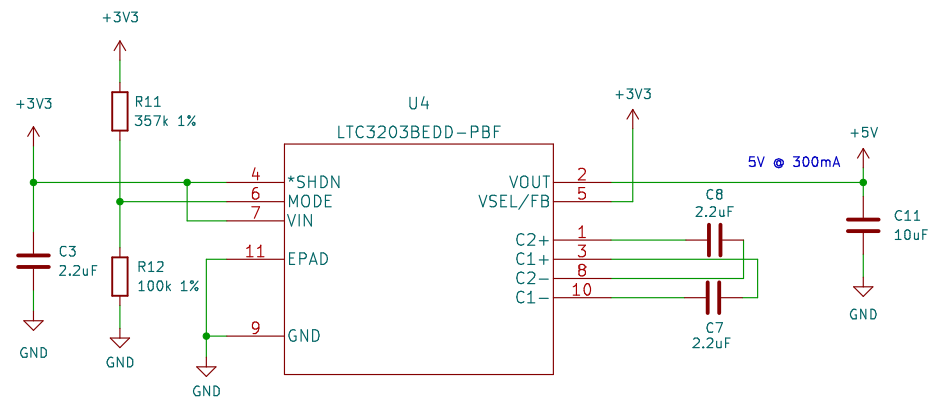 +3V3
R11
357k 1%
+3V3
C3
2.2uF
GND
R12
100k 1%
GND
U4
LTC3203BEDD-PBF
4
*SHDN
6
MODE
7
VIN
11
EPAD
9
GND
GND
VOUT
2
VSEL/FB
5
C2+
1
C1+
3
C2-
8
C1-
10
+3V3
5V @ 300mA
+5V
C8
2.2uF
C7
2.2uF
C11
10uF
GND